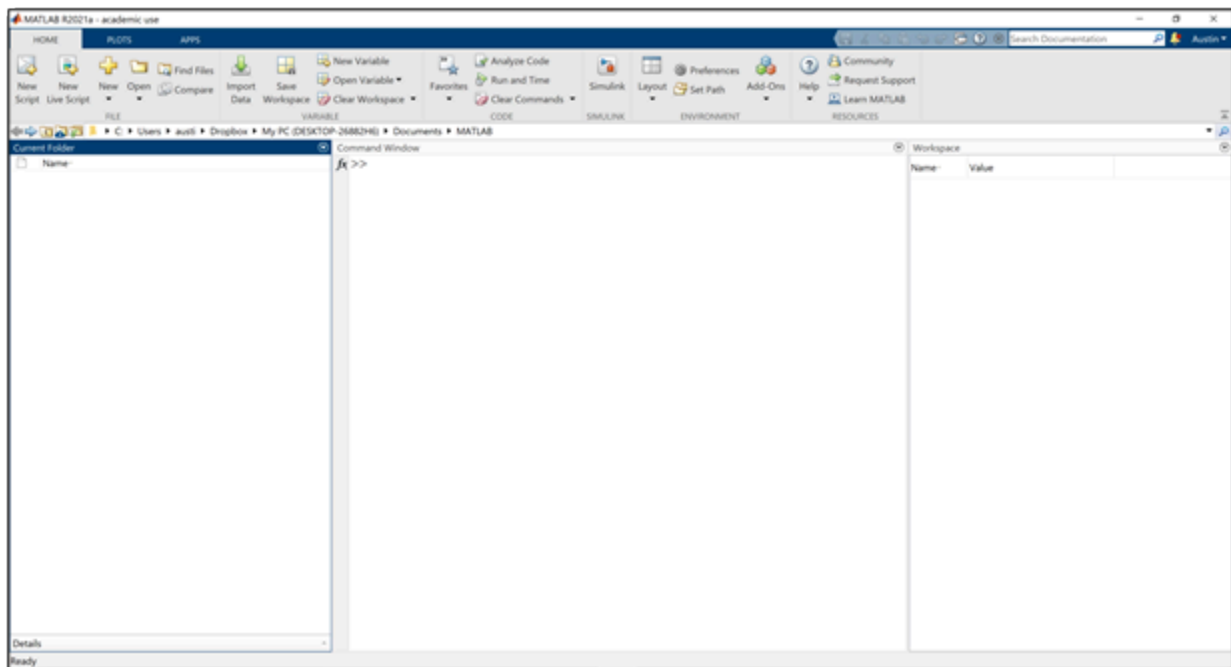 MATLAB R2021a - academic use
HOME PLOTS APPS Search Documentation Austin
New Script New Live Script New Open Find Files Compare Import Data Save Workspace New Variable Open Variable Clear Workspace Favorites Analyze Code Run and Time Clear Commands Simulink Layout Preferences Set Path Add-Ons Help Community Request Support Learn MATLAB
FILE VARIABLE CODE SIMULINK ENVIRONMENT RESOURCES
C: Users austi Dropbox My PC (DESKTOP-26882H6) Documents MATLAB
Current Folder Command Window Workspace
Name fx >> Name Value
Details
Ready